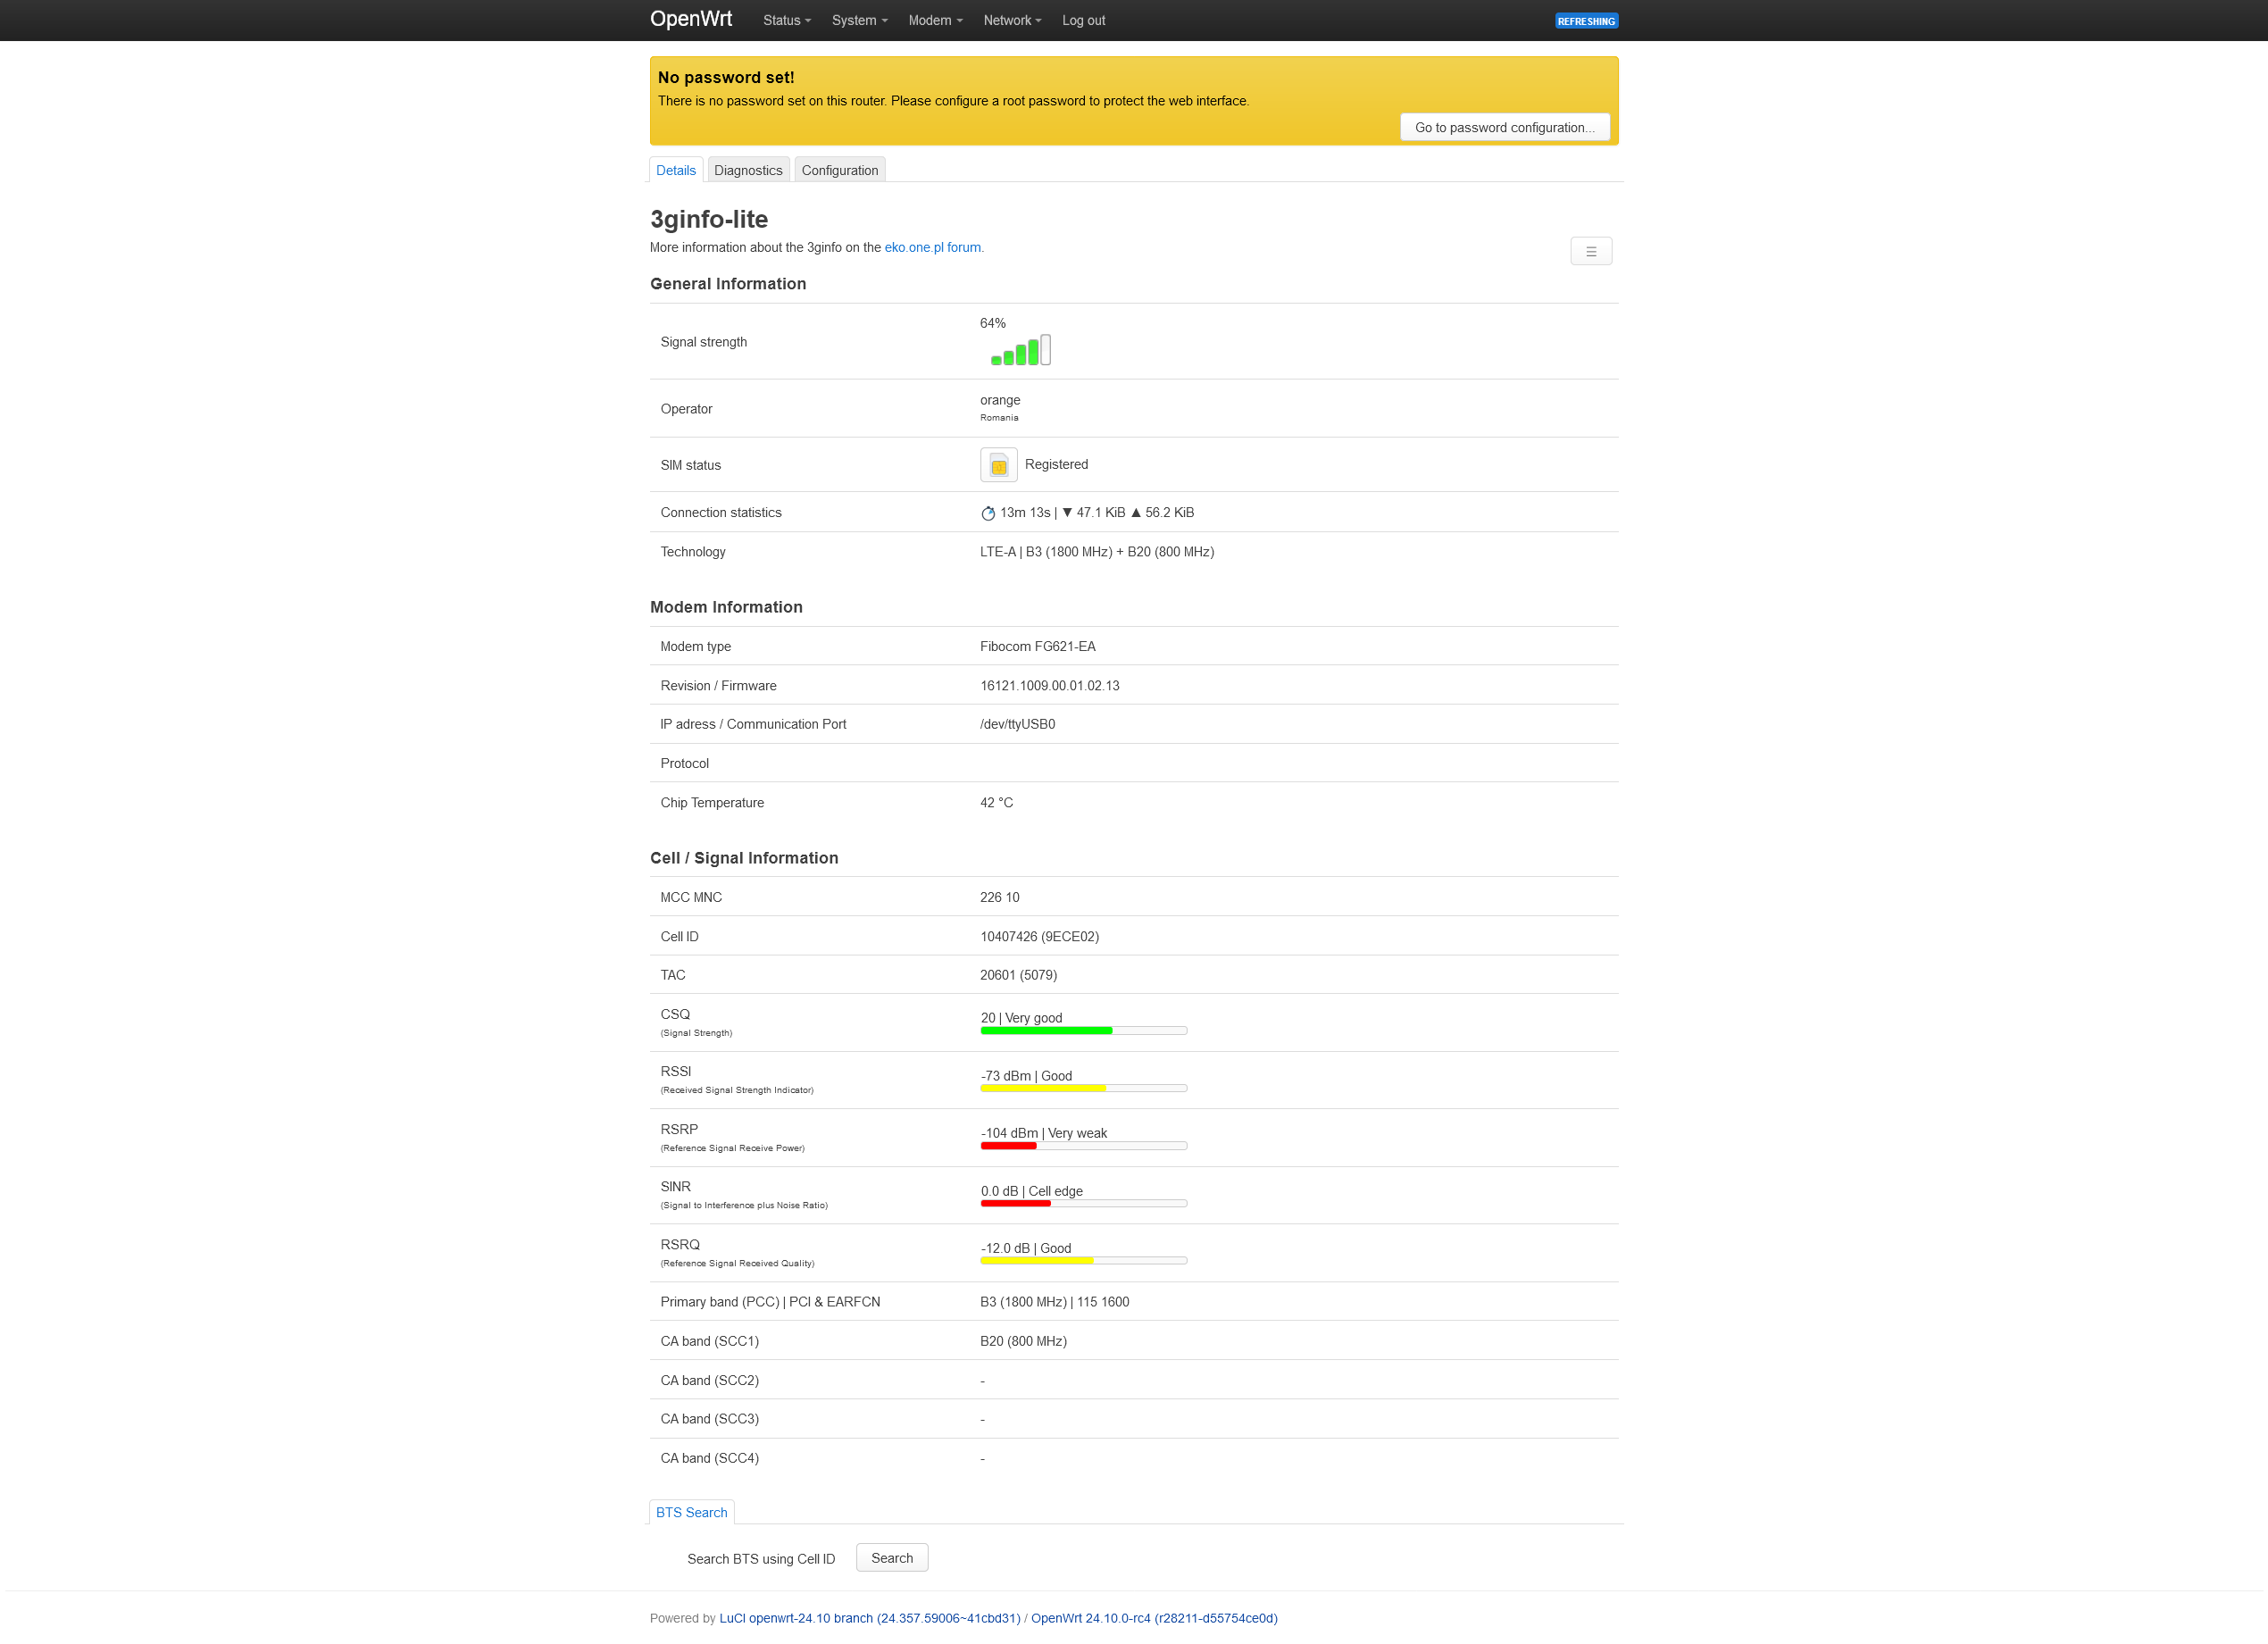 OpenWrt Status System Modem Network Log out REFRESHING
No password set!
There is no password set on this router. Please configure a root password to protect the web interface.
Go to password configuration...
Details Diagnostics Configuration
3ginfo-lite
More information about the 3ginfo on the eko.one.pl forum.
☰
General Information
64%
Signal strength
Operator orange
Romania
SIM status Registered
Connection statistics 13m 13s | ▼ 47.1 KiB ▲ 56.2 KiB
Technology LTE-A | B3 (1800 MHz) + B20 (800 MHz)
Modem Information
Modem type Fibocom FG621-EA
Revision / Firmware 16121.1009.00.01.02.13
IP adress / Communication Port /dev/ttyUSB0
Protocol
Chip Temperature 42 °C
Cell / Signal Information
MCC MNC 226 10
Cell ID 10407426 (9ECE02)
TAC 20601 (5079)
CSQ 20 | Very good
(Signal Strength)
RSSI -73 dBm | Good
(Received Signal Strength Indicator)
RSRP -104 dBm | Very weak
(Reference Signal Receive Power)
SINR 0.0 dB | Cell edge
(Signal to Interference plus Noise Ratio)
RSRQ -12.0 dB | Good
(Reference Signal Received Quality)
Primary band (PCC) | PCI & EARFCN B3 (1800 MHz) | 115 1600
CA band (SCC1) B20 (800 MHz)
CA band (SCC2) -
CA band (SCC3) -
CA band (SCC4) -
BTS Search
Search BTS using Cell ID Search
Powered by LuCI openwrt-24.10 branch (24.357.59006~41cbd31) / OpenWrt 24.10.0-rc4 (r28211-d55754ce0d)